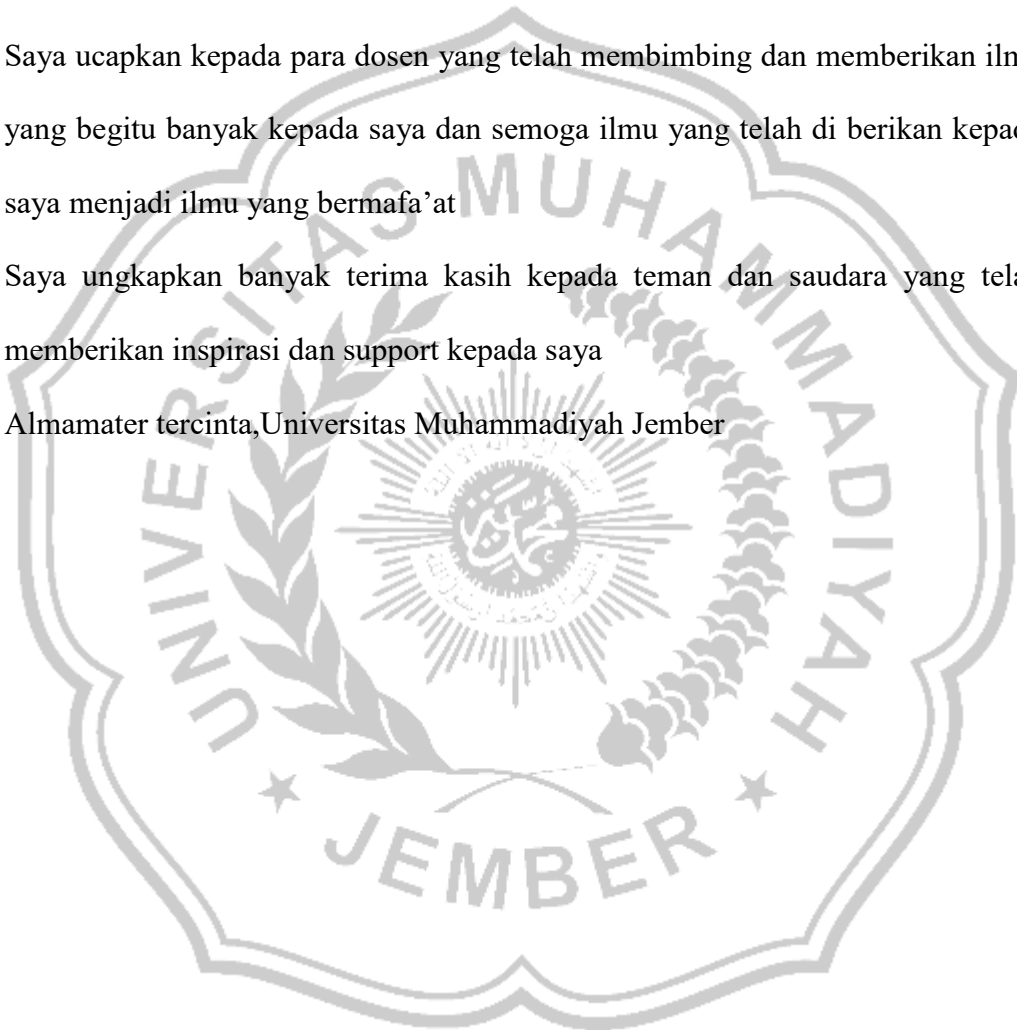 Saya ucapkan kepada para dosen yang telah membimbing dan memberikan ilm
yang begitu banyak kepada saya dan semoga ilmu yang telah di berikan kepad
saya menjadi ilmu yang bermafa’at
Saya ungkapkan banyak terima kasih kepada teman dan saudara yang tela
memberikan inspirasi dan support kepada saya
Almamater tercinta,Universitas Muhammadiyah Jember
UNIVERSITAS MUHAMMADIYAH
JEMBER